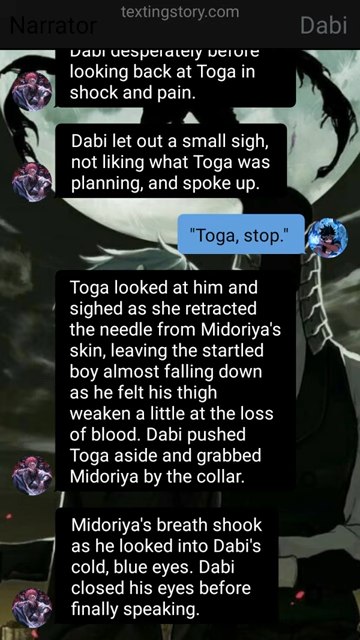 textingstory.com
Narrator
Dabi
Dabi desperately before
looking back at Toga in
shock and pain.
Dabi let out a small sigh,
not liking what Toga was
planning, and spoke up.
"Toga, stop."
Toga looked at him and
sighed as she retracted
the needle from Midoriya's
skin, leaving the startled
boy almost falling down
as he felt his thigh
weaken a little at the loss
of blood. Dabi pushed
Toga aside and grabbed
Midoriya by the collar.
Midoriya's breath shook
as he looked into Dabi's
cold, blue eyes. Dabi
closed his eyes before
finally speaking.